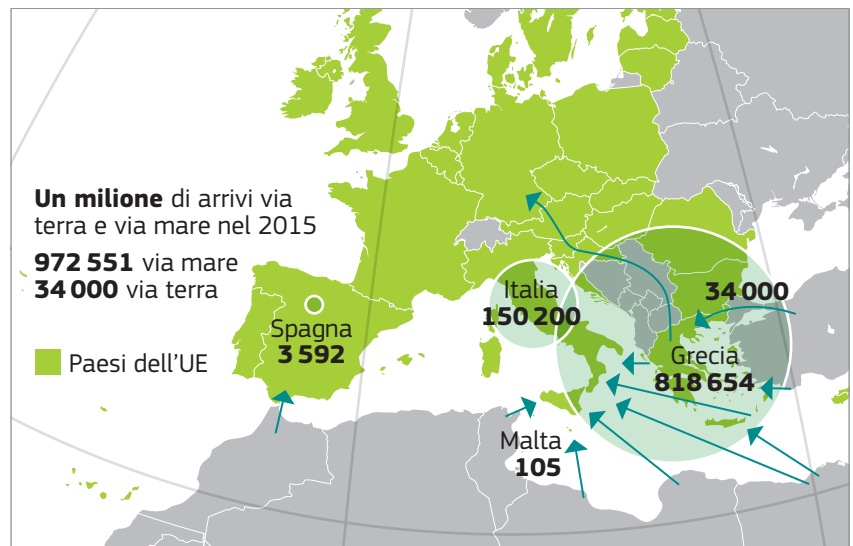 Un milione di arrivi via
terra e via mare nel 2015
972 551 via mare
34 000 via terra
Paesi dell'UE
Spagna
3 592
Italia
150 200
34 000
Grecia
818 654
Malta
105